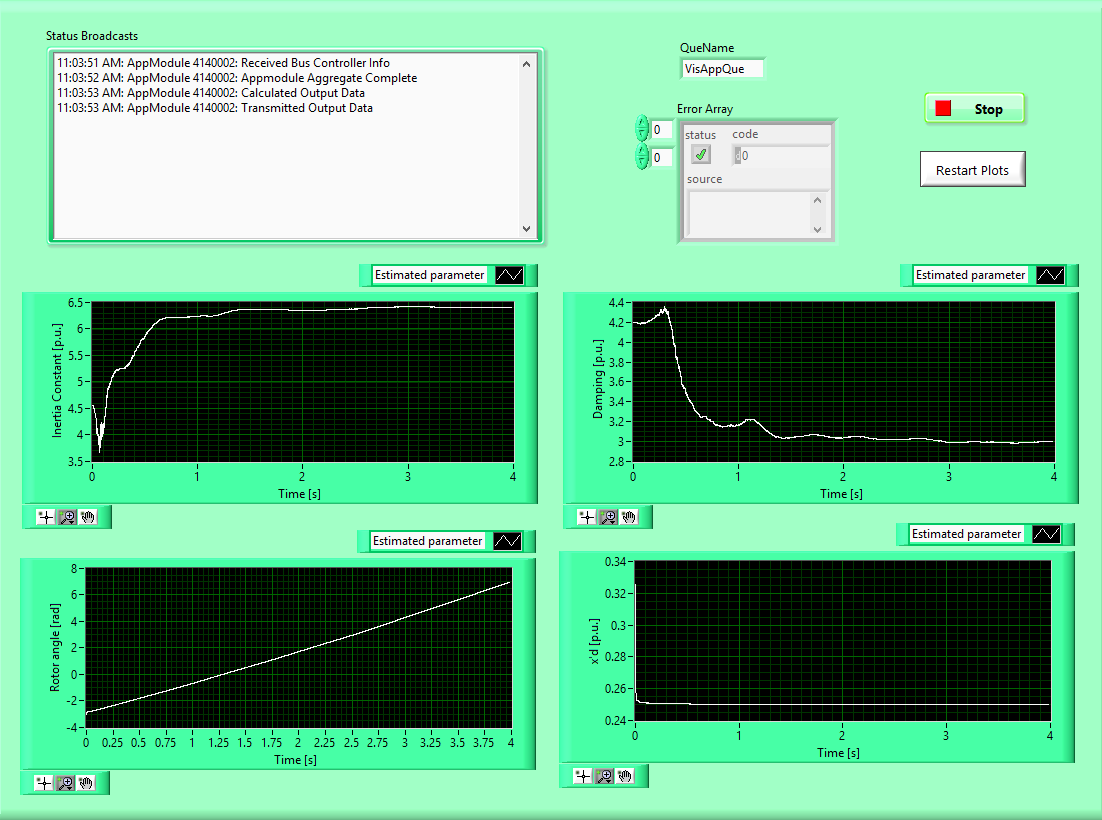 Status Broadcasts
11:03:51 AM: AppModule 4140002: Received Bus Controller Info
11:03:52 AM: AppModule 4140002: Appmodule Aggregate Complete
11:03:53 AM: AppModule 4140002: Calculated Output Data
11:03:53 AM: AppModule 4140002: Transmitted Output Data
QueName
VisAppQue
Error Array
0
0
status
code
d0
source
Stop
Restart Plots
Estimated parameter
Inertia Constant [p.u.]
6.5
6
5.5
5
4.5
4
3.5
0 1 2 3 4
Time [s]
Estimated parameter
Damping [p.u.]
4.4
4.2
4
3.8
3.6
3.4
3.2
3
2.8
0 1 2 3 4
Time [s]
Estimated parameter
Rotor angle [rad]
8
6
4
2
0
-2
-4
0 0.25 0.5 0.75 1 1.25 1.5 1.75 2 2.25 2.5 2.75 3 3.25 3.5 3.75 4
Time [s]
Estimated parameter
x'd [p.u.]
0.34
0.32
0.3
0.28
0.26
0.24
0 1 2 3 4
Time [s]